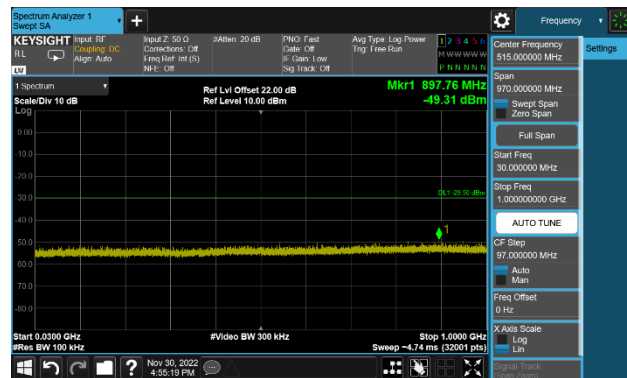 Spectrum Analyzer 1
Swept SA
+
Frequency
KEYSIGHT
RL
Input: RF
Coupling: DC
Align: Auto
Input Z: 50 Ω
Corrections: Off
Freq Ref: Int (S)
NFE: Off
#Atten: 20 dB
PNO: Fast
Gate: Off
IF Gain: Low
Sig Track: Off
Avg Type: Log-Power
Trig: Free Run
1 2 3 4 5 6
M W W W W W
P N N N N N
Center Frequency
515.000000 MHz
Settings
1 Spectrum
Scale/Div 10 dB
Log
Ref Lvl Offset 22.00 dB
Ref Level 10.00 dBm
Mkr1 897.76 MHz
-49.31 dBm
Span
970.000000 MHz
Swept Span
Zero Span
Full Span
Start Freq
30.000000 MHz
Stop Freq
1.000000000 GHz
AUTO TUNE
CF Step
97.000000 MHz
Auto
Man
Freq Offset
0 Hz
X Axis Scale
Log
Lin
Signal Track
(Span Zoom)
0.00
-10.0
-20.0
-30.0
-40.0
-50.0
-60.0
-70.0
-80.0
1
Start 0.0300 GHz
#Res BW 100 kHz
#Video BW 300 kHz
Stop 1.0000 GHz
Sweep ~4.74 ms (32001 pts)
?
Nov 30, 2022
4:55:19 PM